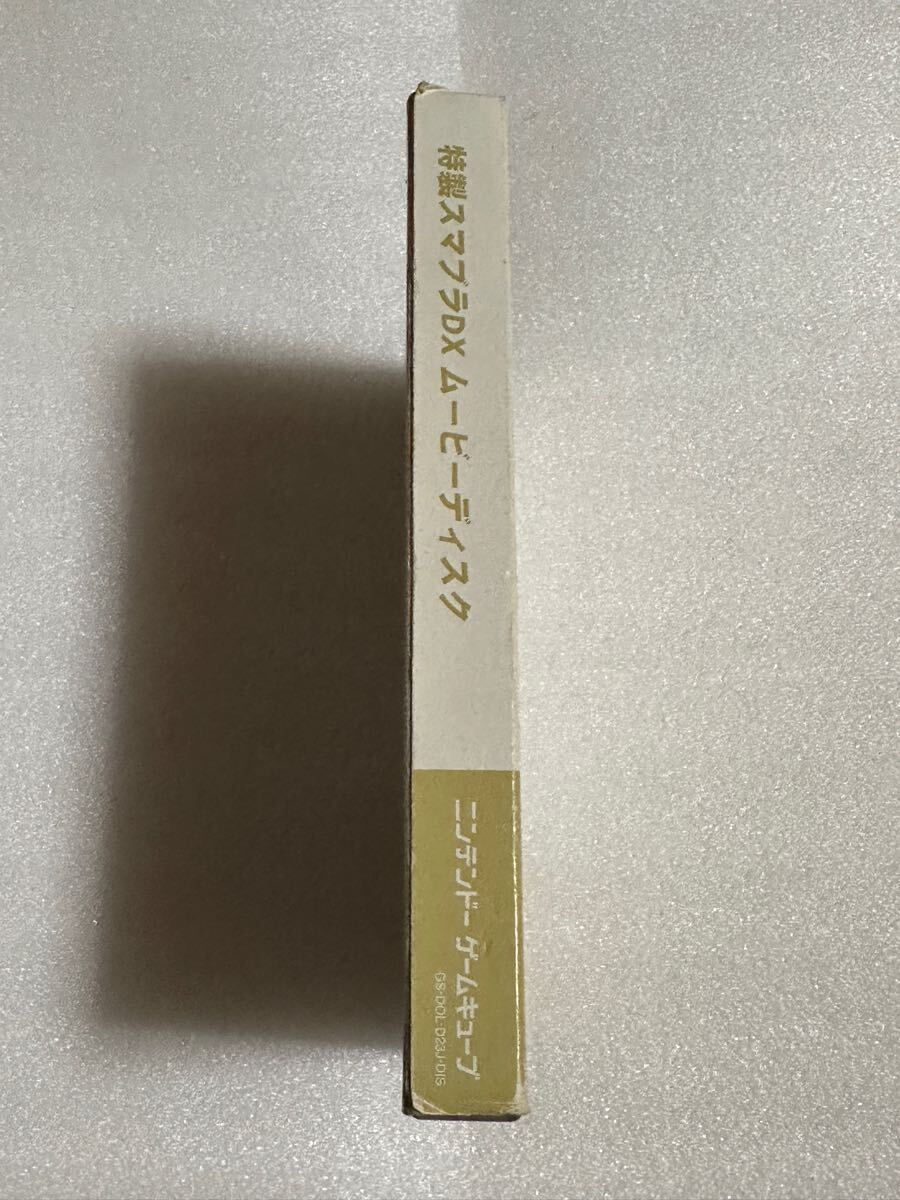 特製スマブラDX ムービーディスク
ニンテンドー ゲームキューブ
GS-DOL-D23J-DIS